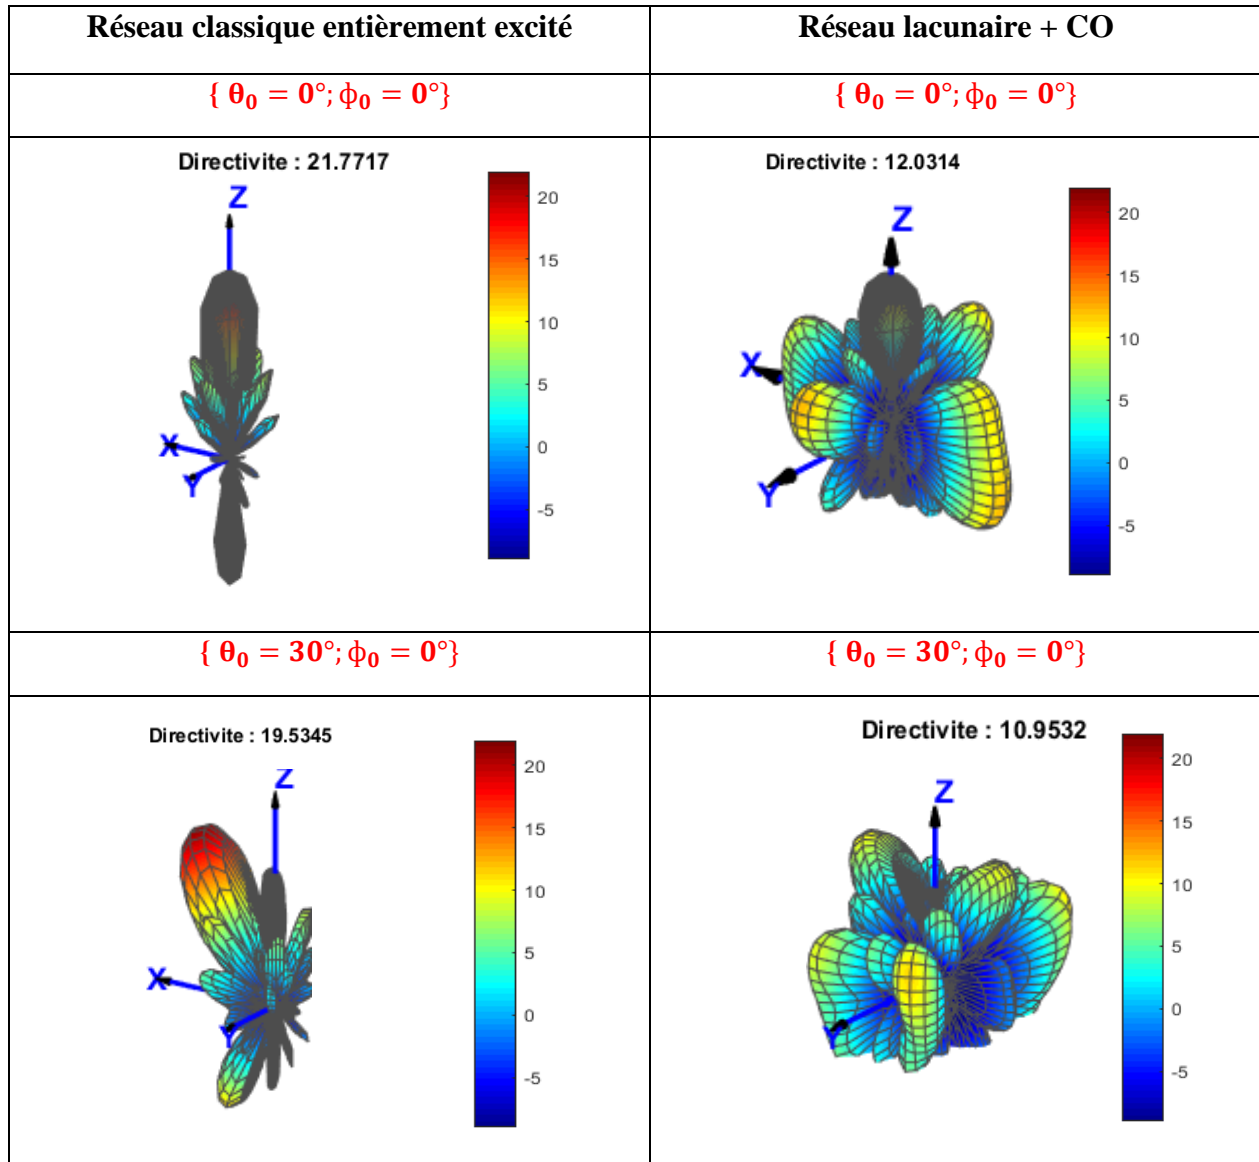 Réseau classique entièrement excité
Réseau lacunaire + CO
{ θ₀ = 0°; ϕ₀ = 0°}
{ θ₀ = 0°; ϕ₀ = 0°}
Directivite : 21.7717
Z
X
Y
20
15
10
5
0
-5
Directivite : 12.0314
Z
X
Y
20
15
10
5
0
-5
{ θ₀ = 30°; ϕ₀ = 0°}
{ θ₀ = 30°; ϕ₀ = 0°}
Directivite : 19.5345
Z
X
Y
20
15
10
5
0
-5
Directivite : 10.9532
Z
Y
20
15
10
5
0
-5